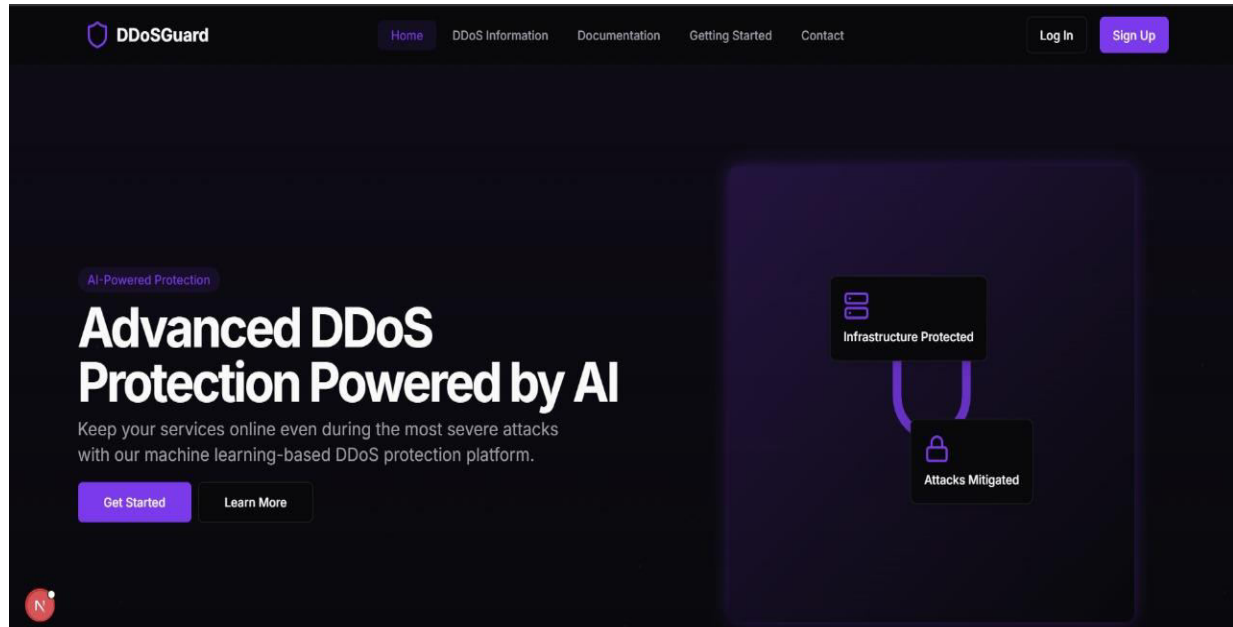 DDoSGuard
Home
DDoS Information
Documentation
Getting Started
Contact
Log In
Sign Up
AI-Powered Protection
Advanced DDoS
Protection Powered by AI
Keep your services online even during the most severe attacks
with our machine learning-based DDoS protection platform.
Get Started
Learn More
Infrastructure Protected
Attacks Mitigated
N